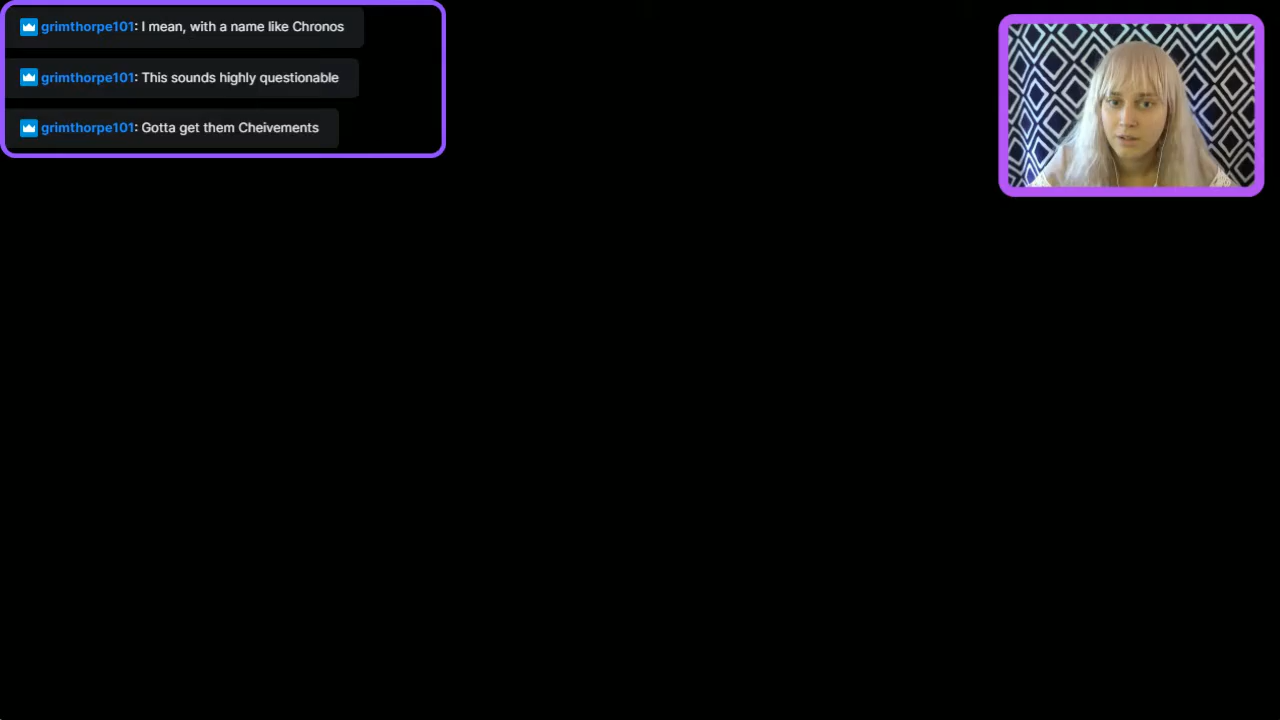 grimthorpe101: I mean, with a name like Chronos
grimthorpe101: This sounds highly questionable
grimthorpe101: Gotta get them Cheivements